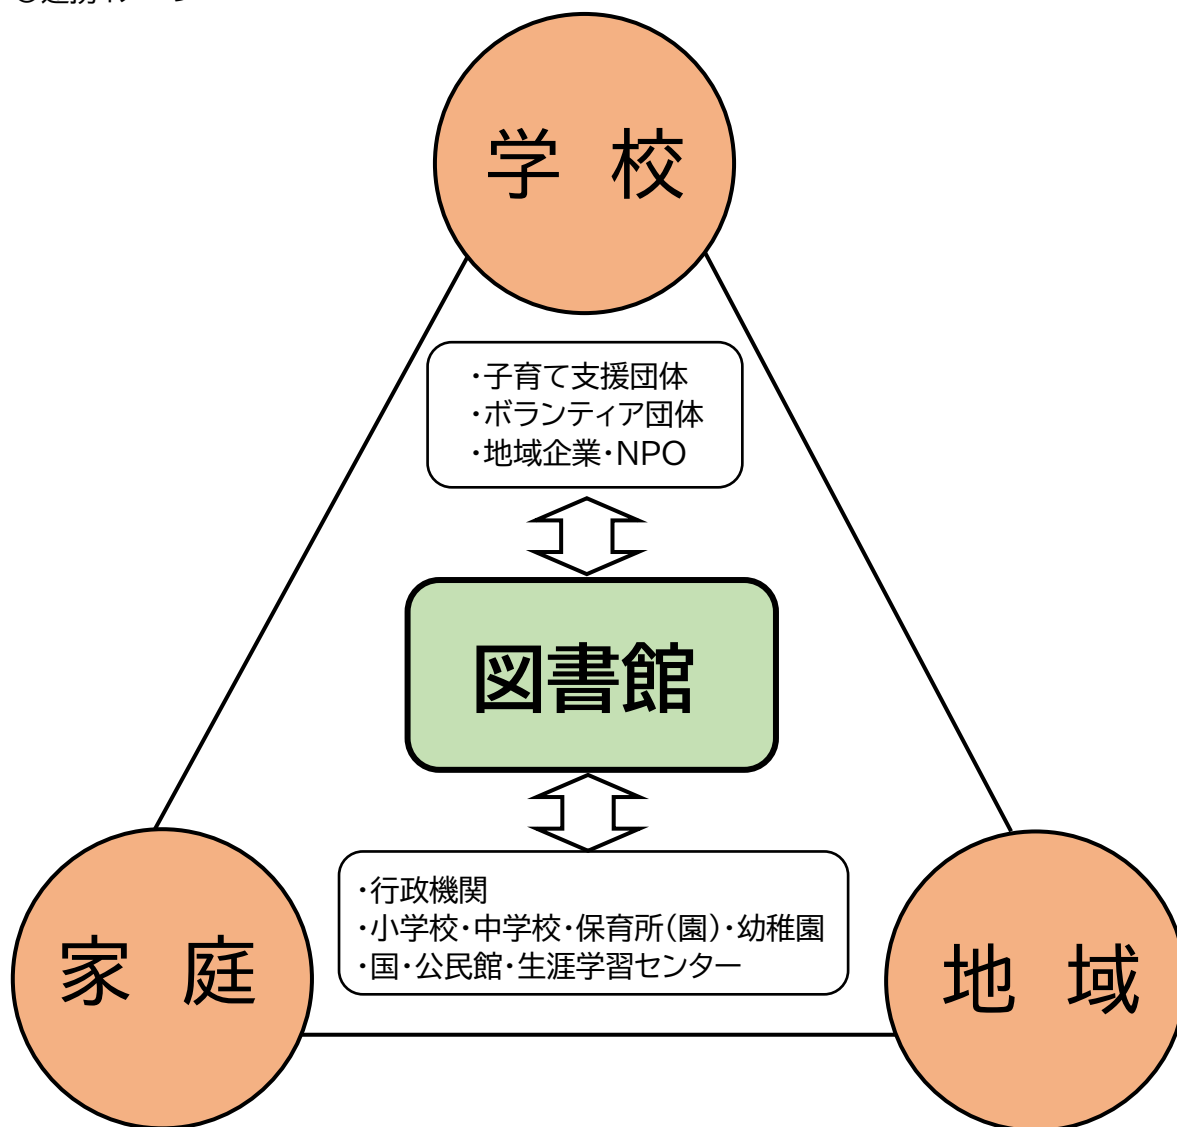 学 校
・子育て支援団体
・ボランティア団体
・地域企業・NPO
図書館
・行政機関
・小学校・中学校・保育所（園）・幼稚園
・国・公民館・生涯学習センター
家 庭
地 域